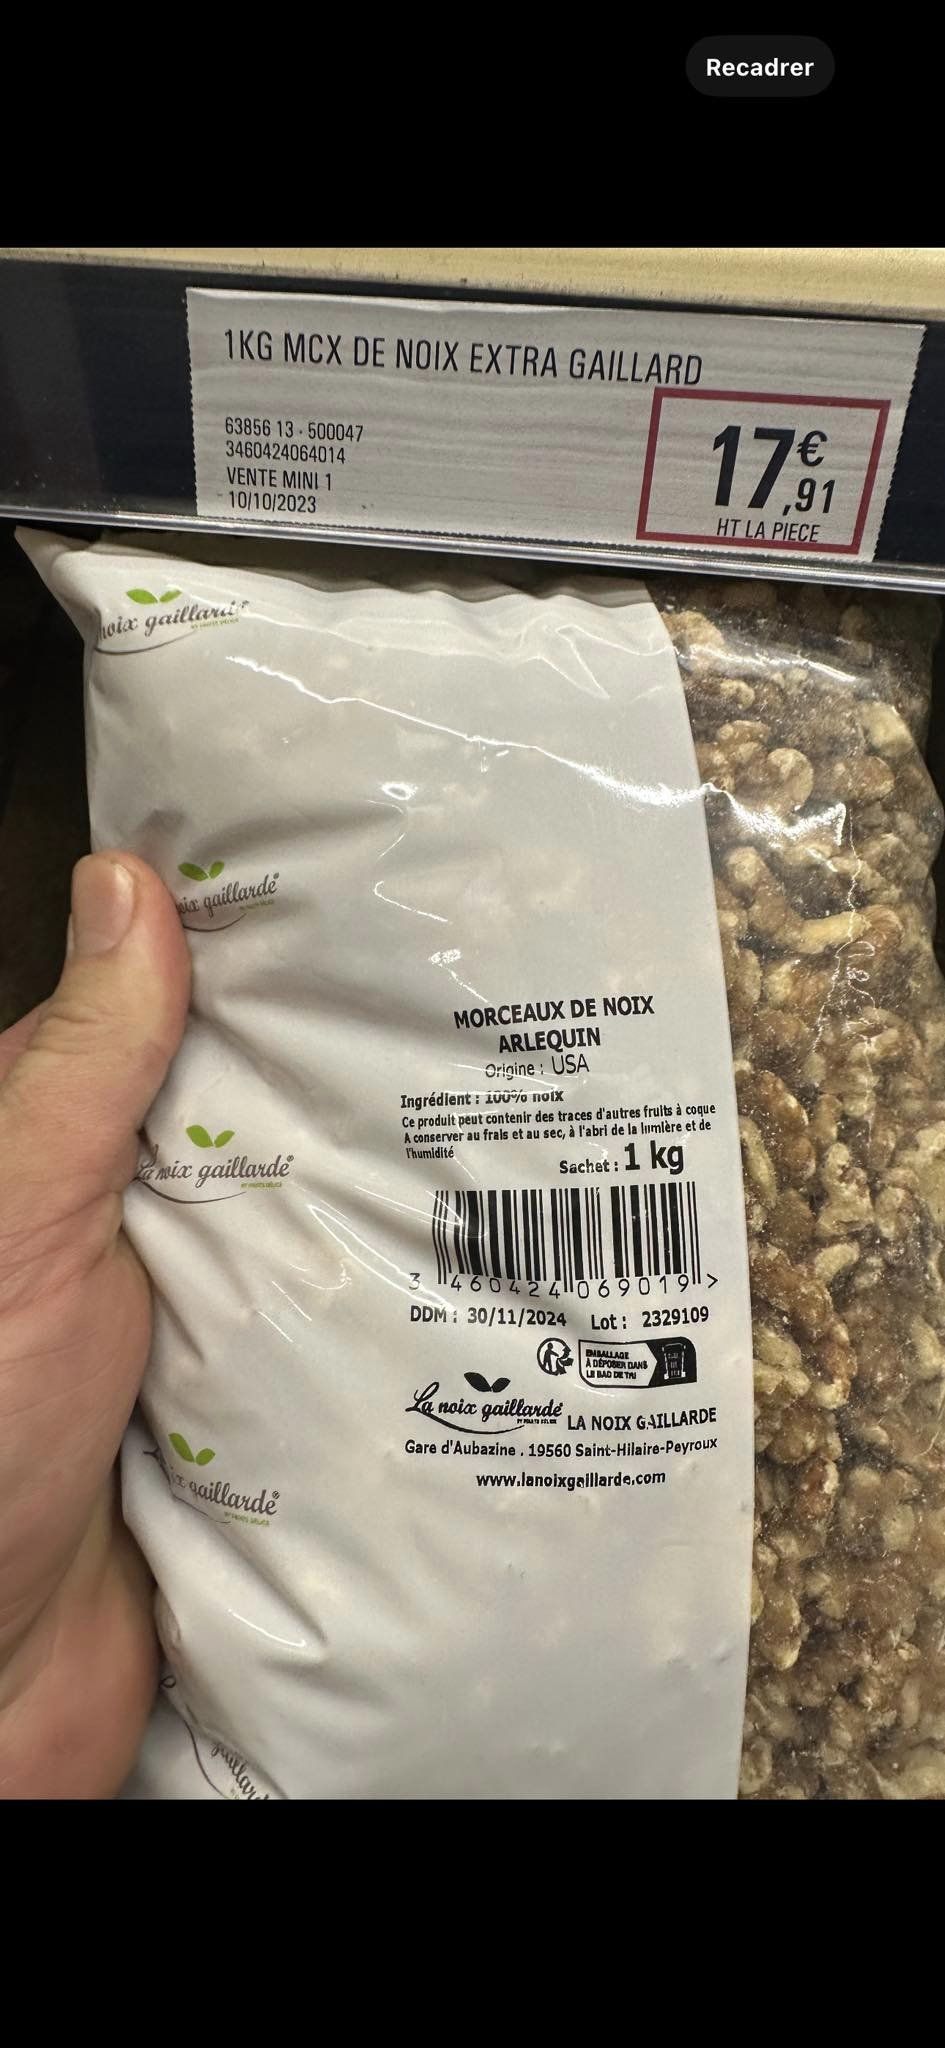 Recadrer
1KG MCX DE NOIX EXTRA GAILLARD
63856 13 - 500047
3460424064014
VENTE MINI 1
10/10/2023
17€
,91
HT LA PIECE
noix gaillard
noix gaillarde
MORCEAUX DE NOIX
ARLEQUIN
Origine : USA
Ingrédient : 100% noix
Ce produit peut contenir des traces d'autres fruits à coque
A conserver au frais et au sec, à l'abri de la lumière et de
l'humidité
Sachet : 1 kg
La noix gaillarde
3 460424 069019 >
DDM : 30/11/2024 Lot : 2329109
EMBALLAGE
À DÉPOSER DANS
LE BAC DE TRI
La noix gaillarde LA NOIX GAILLARDE
Gare d'Aubazine . 19560 Saint-Hilaire-Peyroux
www.lanoixgaillarde.com
gaillarde